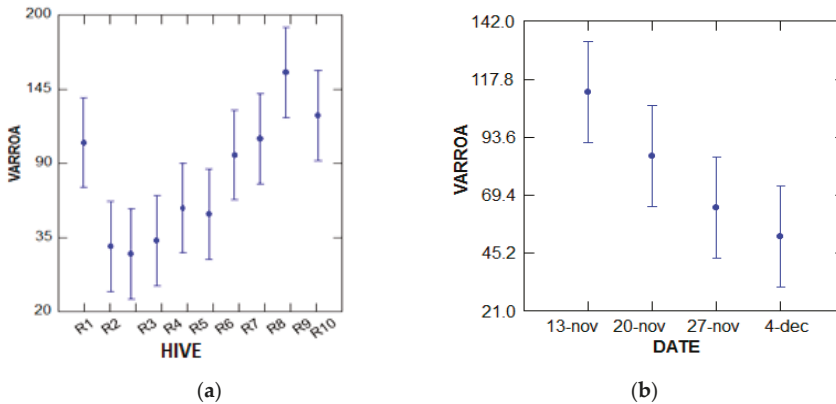 200
145
90
35
20
VARROA
R1 R2 R3 R4 R5 R6 R7 R8 R9 R10
HIVE
(a)
142.0
117.8
93.6
69.4
45.2
21.0
VARROA
13-nov 20-nov 27-nov 4-dec
DATE
(b)